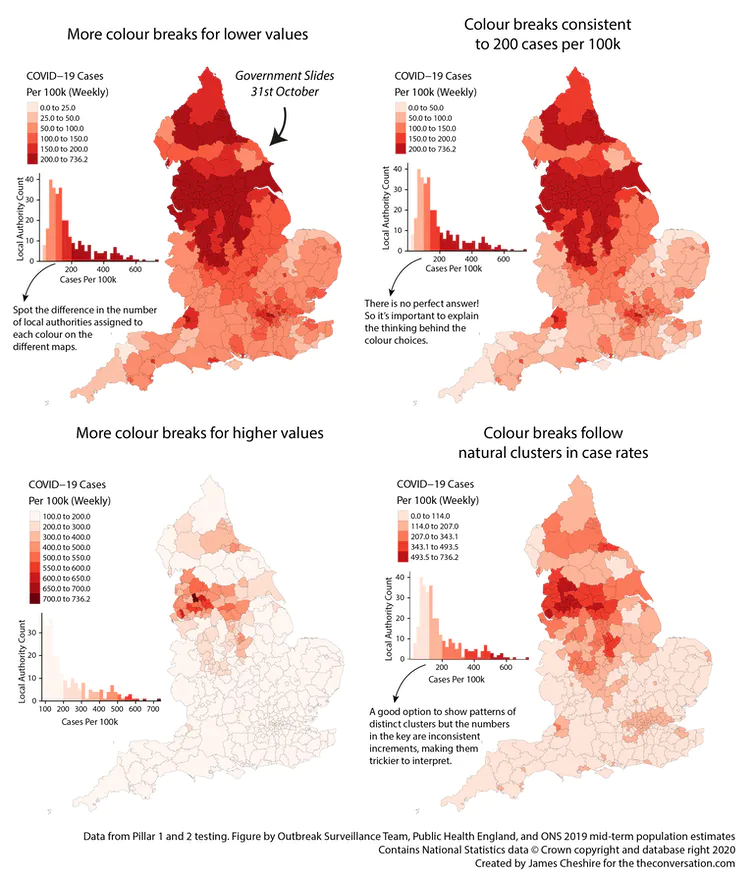 More colour breaks for lower values
Colour breaks consistent
to 200 cases per 100k
COVID−19 Cases
Per 100k (Weekly)
0.0 to 25.0
25.0 to 50.0
50.0 to 100.0
100.0 to 150.0
150.0 to 200.0
200.0 to 736.2
Government Slides
31st October
Local Authority Count
40
30
20
10
0
200
400
600
Cases Per 100k
Spot the difference in the number
of local authorities assigned to
each colour on the
different maps.
COVID−19 Cases
Per 100k (Weekly)
0.0 to 50.0
50.0 to 100.0
100.0 to 150.0
150.0 to 200.0
200.0 to 736.2
Local Authority Count
40
30
20
10
0
200
400
600
Cases Per 100k
There is no perfect answer!
So it's important to explain
the thinking behind the
colour choices.
More colour breaks for higher values
COVID−19 Cases
Per 100k (Weekly)
100.0 to 200.0
200.0 to 300.0
300.0 to 400.0
400.0 to 500.0
500.0 to 550.0
550.0 to 600.0
600.0 to 650.0
650.0 to 700.0
700.0 to 736.2
Local Authority Count
30
20
10
0
100
200
300
400
500
600
700
Cases Per 100k
Colour breaks follow
natural clusters in case rates
COVID−19 Cases
Per 100k (Weekly)
0.0 to 114.0
114.0 to 207.0
207.0 to 343.1
343.1 to 493.5
493.5 to 736.2
Local Authority Count
40
30
20
10
0
200
400
600
Cases Per 100k
A good option to show patterns of
distinct clusters but the numbers
in the key are inconsistent
increments, making them
trickier to interpret.
Data from Pillar 1 and 2 testing. Figure by Outbreak Surveillance Team, Public Health England, and ONS 2019 mid-term population estimates
Contains National Statistics data © Crown copyright and database right 2020
Created by James Cheshire for the theconversation.com